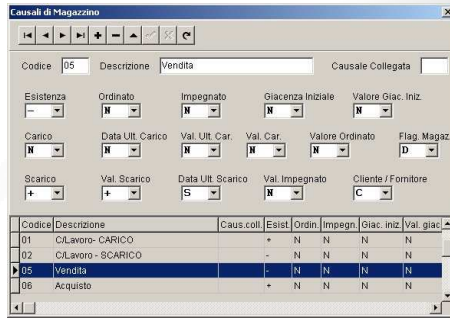 Causali di Magazzino
Codice 05 Descrizione Vendita Causale Collegata
Esistenza Ordinato Impegnato Giacenza Iniziale Valore Giac. Iniz.
- N N N N
Carico Data Ult. Carico Val. Ult. Car. Val. Car. Valore Ordinato Flag. Magaz.
N N N N N D
Scarico Val. Scarico Data Ult. Scarico Val. Impegnato Cliente / Fornitore
+ + S N C
Codice Descrizione Caus.coll. Esist. Ordin. Impegn. Giac. iniz. Val. giac
01 C/Lavoro- CARICO + N N N N
02 C/Lavoro - SCARICO - N N N N
05 Vendita - N N N N
06 Acquisto + N N N N